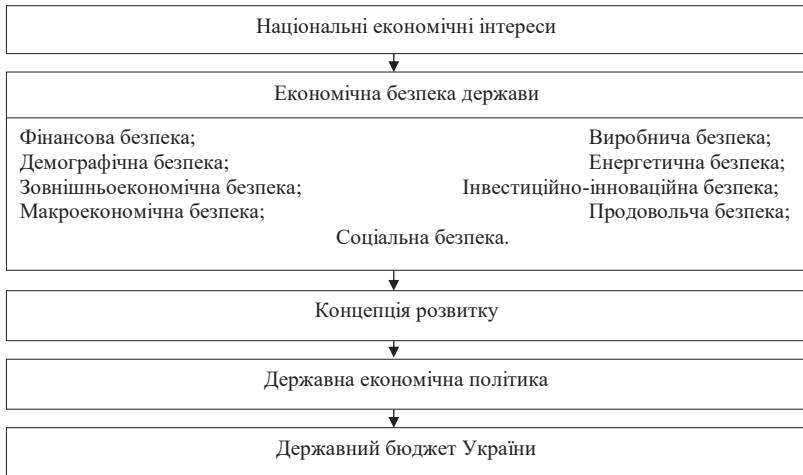 Національні економічні інтереси
Економічна безпека держави
Фінансова безпека; Виробнича безпека;
Демографічна безпека; Енергетична безпека;
Зовнішньоекономічна безпека; Інвестиційно-інноваційна безпека;
Макроекономічна безпека; Продовольча безпека;
Соціальна безпека.
Концепція розвитку
Державна економічна політика
Державний бюджет України